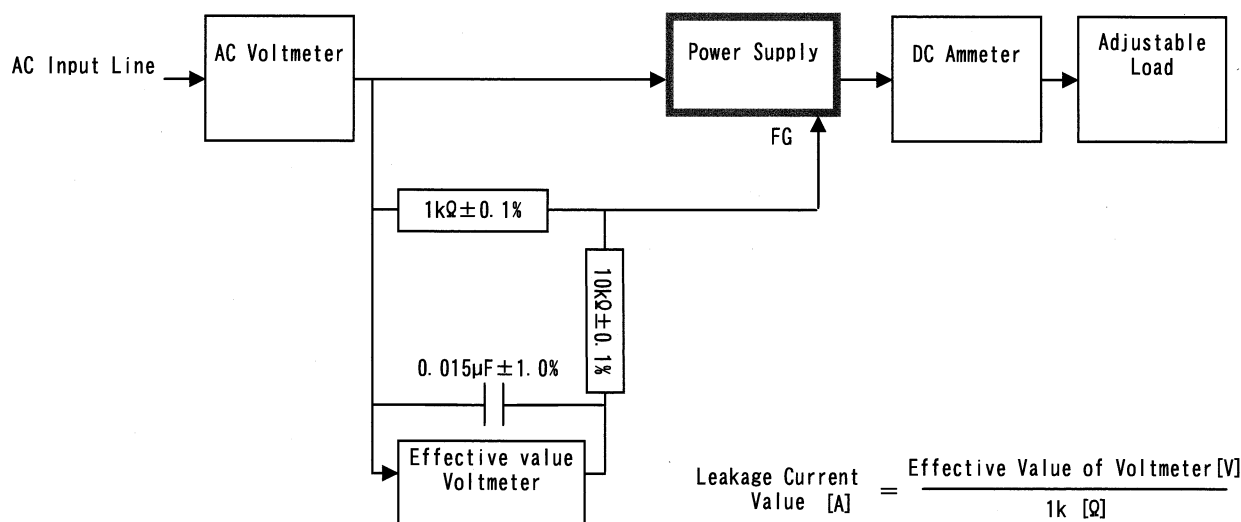 AC Input Line
AC Voltmeter
Power Supply
DC Ammeter
Adjustable
Load
FG
1kΩ±0.1%
10kΩ±0.1%
0.015μF±1.0%
Effective value
Voltmeter
Leakage Current
Value [A]
=
Effective Value of Voltmeter[V]
1k [Ω]